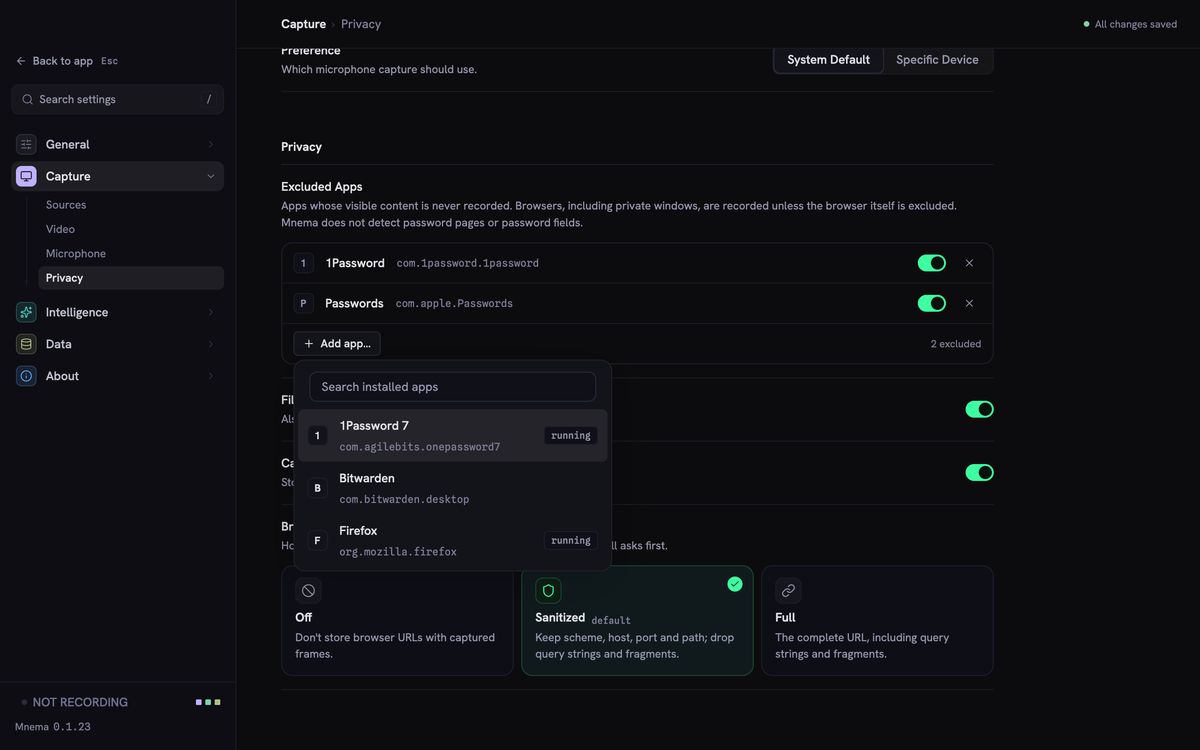 Capture › Privacy
All changes saved
← Back to app Esc
Search settings /
General
Capture
Sources
Video
Microphone
Privacy
Intelligence
Data
About
NOT RECORDING
Mnema 0.1.23
Preference
Which microphone capture should use.
System Default
Specific Device
Privacy
Excluded Apps
Apps whose visible content is never recorded. Browsers, including private windows, are recorded unless the browser itself is excluded.
Mnema does not detect password pages or password fields.
1 1Password com.1password.1password
P Passwords com.apple.Passwords
+ Add app...
2 excluded
Search installed apps
1 1Password 7
com.agilebits.onepassword7
running
B Bitwarden
com.bitwarden.desktop
F Firefox
org.mozilla.firefox
running
ll asks first.
Off
Don't store browser URLs with captured
frames.
Sanitized default
Keep scheme, host, port and path; drop
query strings and fragments.
Full
The complete URL, including query
strings and fragments.